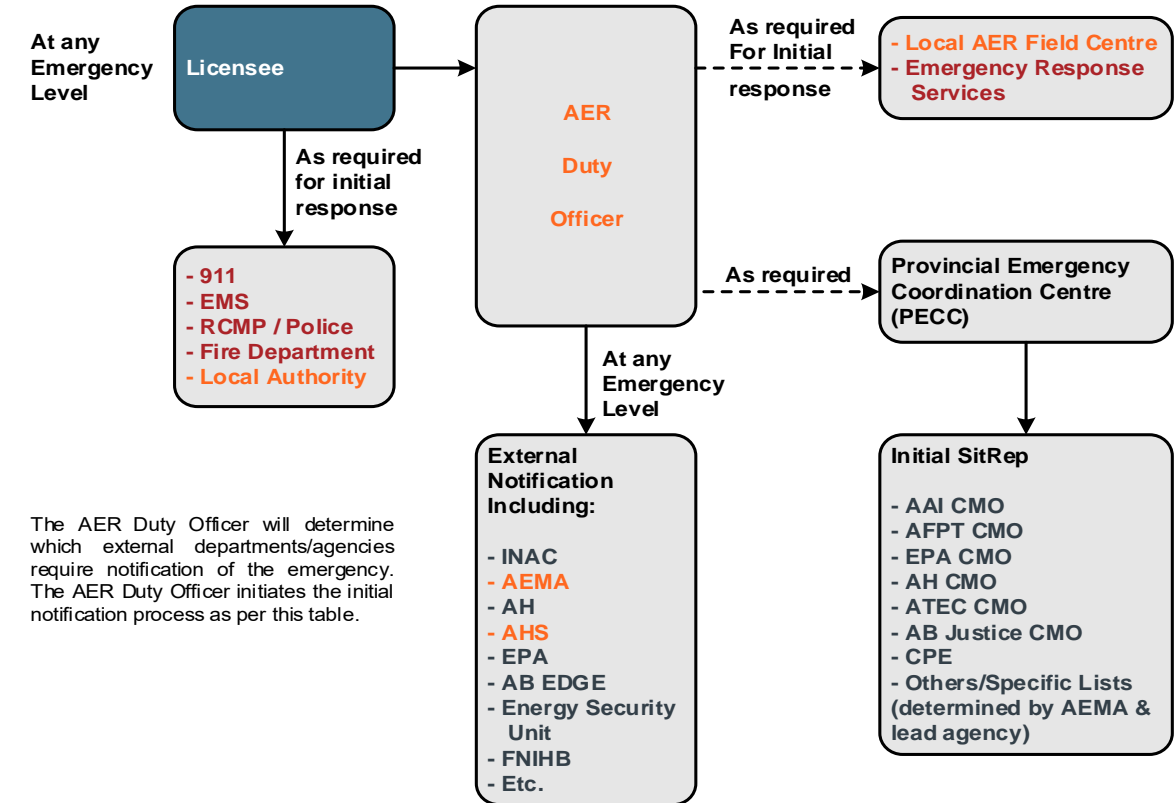 At any
Emergency
Level
Licensee
As required
for initial
response
- 911
- EMS
- RCMP / Police
- Fire Department
- Local Authority
AER
Duty
Officer
As required
For Initial
response
- Local AER Field Centre
- Emergency Response
Services
As required
Provincial Emergency
Coordination Centre
(PECC)
At any
Emergency
Level
External
Notification
Including:
- INAC
- AEMA
- AH
- AHS
- EPA
- AB EDGE
- Energy Security
Unit
- FNIHB
- Etc.
Initial SitRep
- AAI CMO
- AFPT CMO
- EPA CMO
- AH CMO
- ATEC CMO
- AB Justice CMO
- CPE
- Others/Specific Lists
(determined by AEMA &
lead agency)
The AER Duty Officer will determine
which external departments/agencies
require notification of the emergency.
The AER Duty Officer initiates the initial
notification process as per this table.